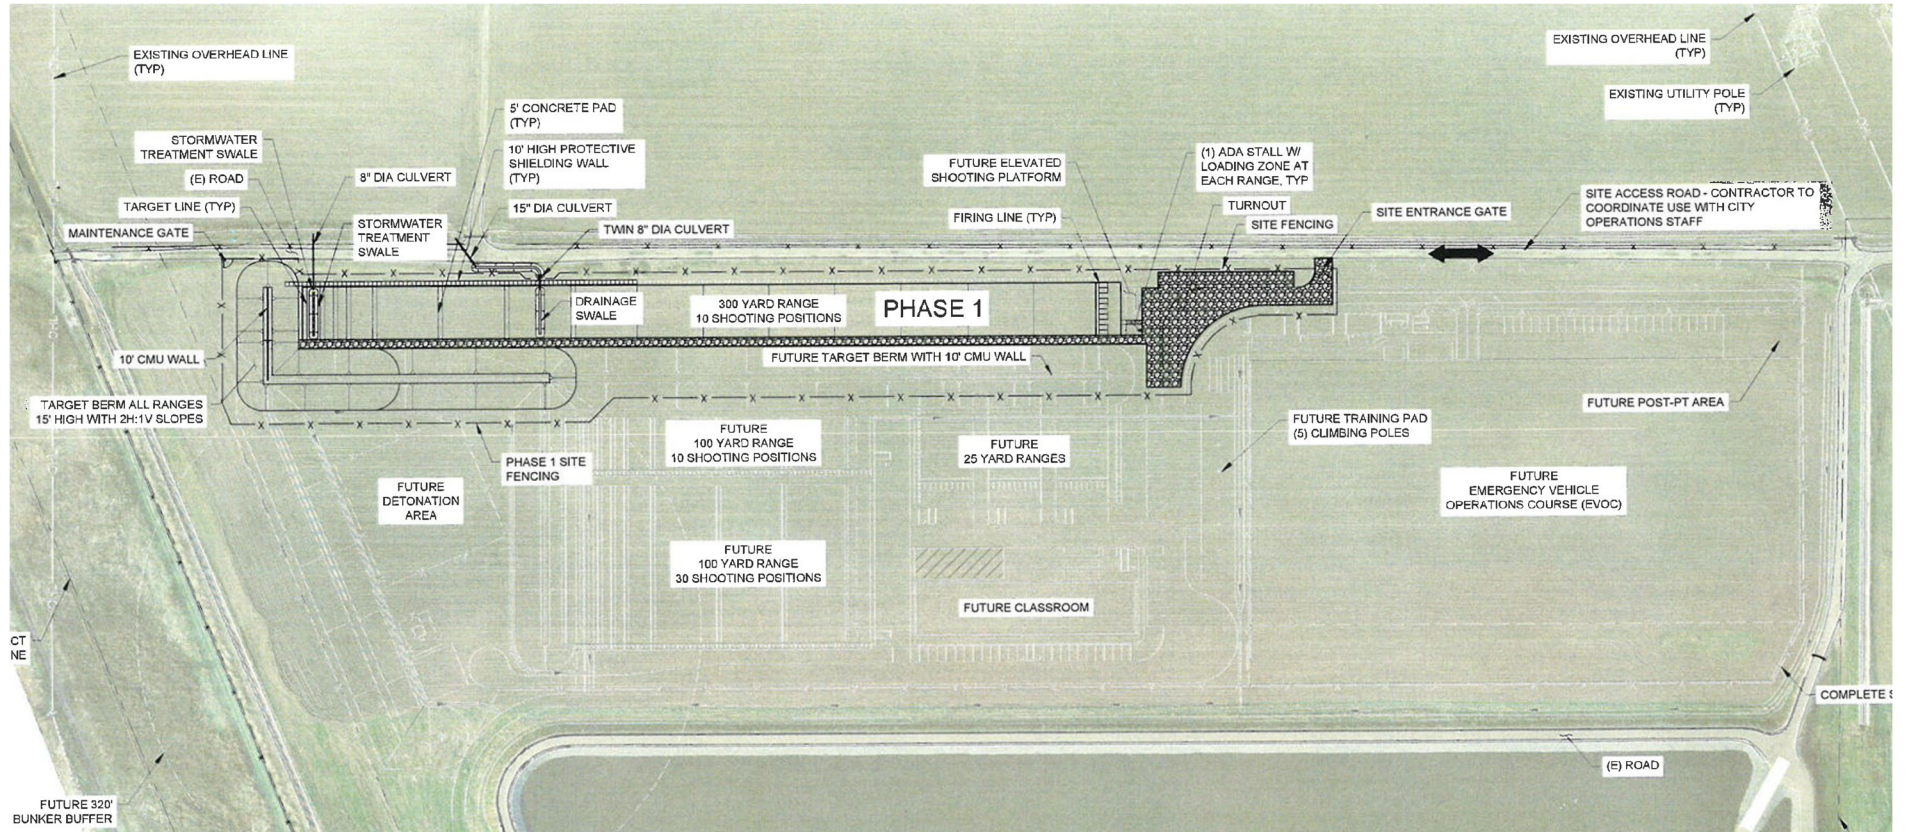 EXISTING OVERHEAD LINE
(TYP)
EXISTING OVERHEAD LINE
(TYP)
EXISTING UTILITY POLE
(TYP)
5' CONCRETE PAD
(TYP)
STORMWATER
TREATMENT SWALE
10' HIGH PROTECTIVE
SHIELDING WALL
(TYP)
(E) ROAD
8" DIA CULVERT
TARGET LINE (TYP)
15" DIA CULVERT
MAINTENANCE GATE
STORMWATER
TREATMENT
SWALE
TWIN 8" DIA CULVERT
FUTURE ELEVATED
SHOOTING PLATFORM
(1) ADA STALL W/
LOADING ZONE AT
EACH RANGE, TYP
FIRING LINE (TYP)
TURNOUT
SITE FENCING
SITE ENTRANCE GATE
SITE ACCESS ROAD - CONTRACTOR TO
COORDINATE USE WITH CITY
OPERATIONS STAFF
DRAINAGE
SWALE
300 YARD RANGE
10 SHOOTING POSITIONS
PHASE 1
10' CMU WALL
FUTURE TARGET BERM WITH 10' CMU WALL
TARGET BERM ALL RANGES
15' HIGH WITH 2H:1V SLOPES
FUTURE POST-PT AREA
FUTURE
100 YARD RANGE
10 SHOOTING POSITIONS
FUTURE
25 YARD RANGES
FUTURE TRAINING PAD
(5) CLIMBING POLES
PHASE 1 SITE
FENCING
FUTURE
DETONATION
AREA
FUTURE
EMERGENCY VEHICLE
OPERATIONS COURSE (EVOC)
FUTURE
100 YARD RANGE
30 SHOOTING POSITIONS
FUTURE CLASSROOM
CT
NE
COMPLETE S
(E) ROAD
FUTURE 320'
BUNKER BUFFER